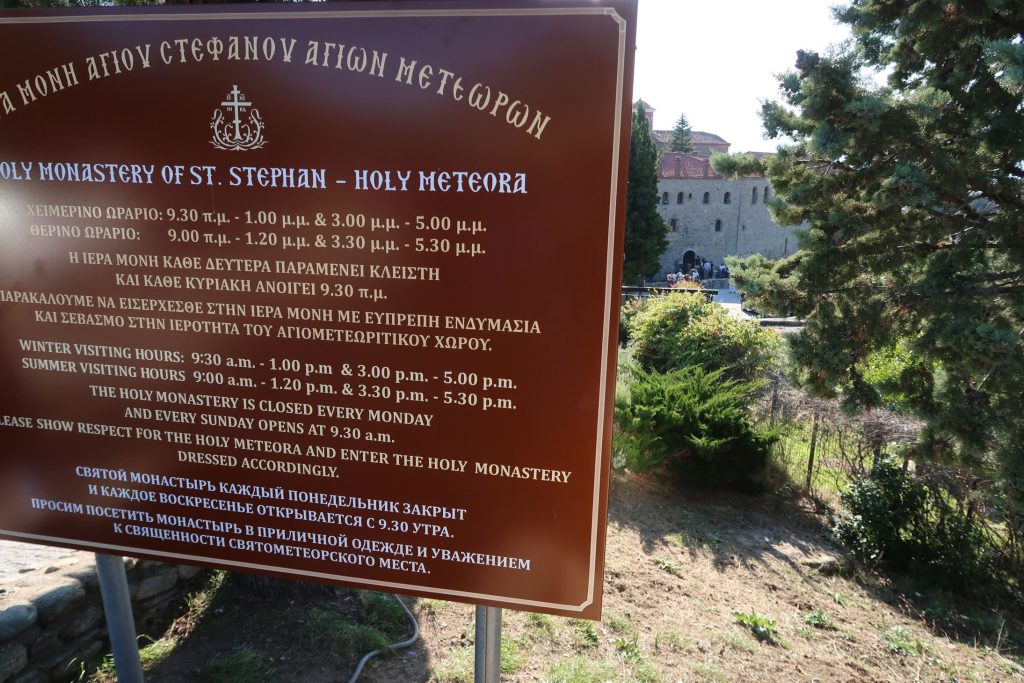 ΜΟΝΗ ΑΓΙΟΥ ΣΤΕΦΑΝΟΥ ΑΓΙΩΝ ΜΕΤΕΩΡΩΝ
HOLY MONASTERY OF ST. STEPHAN - HOLY METEORA
ΧΕΙΜΕΡΙΝΟ ΩΡΑΡΙΟ: 9.30 π.μ. - 1.00 μ.μ. & 3.00 μ.μ. - 5.00 μ.μ.
ΘΕΡΙΝΟ ΩΡΑΡΙΟ: 9.00 π.μ. - 1.20 μ.μ. & 3.30 μ.μ. - 5.30 μ.μ.
Η ΙΕΡΑ ΜΟΝΗ ΚΑΘΕ ΔΕΥΤΕΡΑ ΠΑΡΑΜΕΝΕΙ ΚΛΕΙΣΤΗ
ΚΑΙ ΚΑΘΕ ΚΥΡΙΑΚΗ ΑΝΟΙΓΕΙ 9.30 π.μ.
ΠΑΡΑΚΑΛΟΥΜΕ ΝΑ ΕΙΣΕΡΧΕΣΘΕ ΣΤΗΝ ΙΕΡΑ ΜΟΝΗ ΜΕ ΕΥΠΡΕΠΗ ΕΝΔΥΜΑΣΙΑ
ΚΑΙ ΣΕΒΑΣΜΟ ΣΤΗΝ ΙΕΡΟΤΗΤΑ ΤΟΥ ΑΓΙΟΜΕΤΕΩΡΙΤΙΚΟΥ ΧΩΡΟΥ.
WINTER VISITING HOURS: 9:30 a.m. - 1.00 p.m & 3.00 p.m. - 5.00 p.m.
SUMMER VISITING HOURS 9:00 a.m. - 1.20 p.m. & 3.30 p.m. - 5.30 p.m.
THE HOLY MONASTERY IS CLOSED EVERY MONDAY
AND EVERY SUNDAY OPENS AT 9.30 a.m.
PLEASE SHOW RESPECT FOR THE HOLY METEORA AND ENTER THE HOLY MONASTERY
DRESSED ACCORDINGLY.
СВЯТОЙ МОНАСТЫРЬ КАЖДЫЙ ПОНЕДЕЛЬНИК ЗАКРЫТ
И КАЖДОЕ ВОСКРЕСЕНЬЕ ОТКРЫВАЕТСЯ С 9.30 УТРА.
ПРОСИМ ПОСЕТИТЬ МОНАСТЫРЬ В ПРИЛИЧНОЙ ОДЕЖДЕ И УВАЖЕНИЕМ
К СВЯЩЕННОСТИ СВЯТОМЕТЕОРСКОГО МЕСТА.